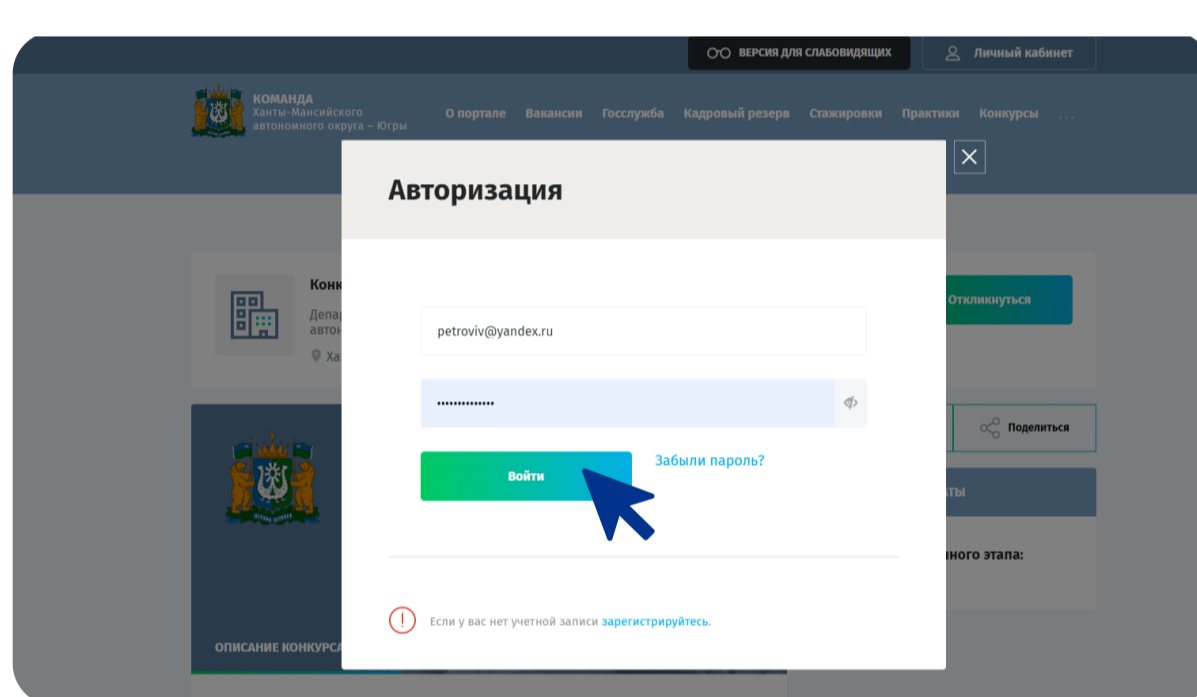 ВЕРСИЯ ДЛЯ СЛАБОВИДЯЩИХ
Личный кабинет
КОМАНДА
Ханты-Мансийского
автономного округа – Югры
О портале Вакансии Госслужба Кадровый резерв Стажировки Практики Конкурсы ...
Авторизация
Откликнуться
petroviv@yandex.ru
••••••••••••••
Поделиться
Войти
Забыли пароль?
ного этапа:
Если у вас нет учетной записи зарегистрируйтесь.
ОПИСАНИЕ КОНКУРСА